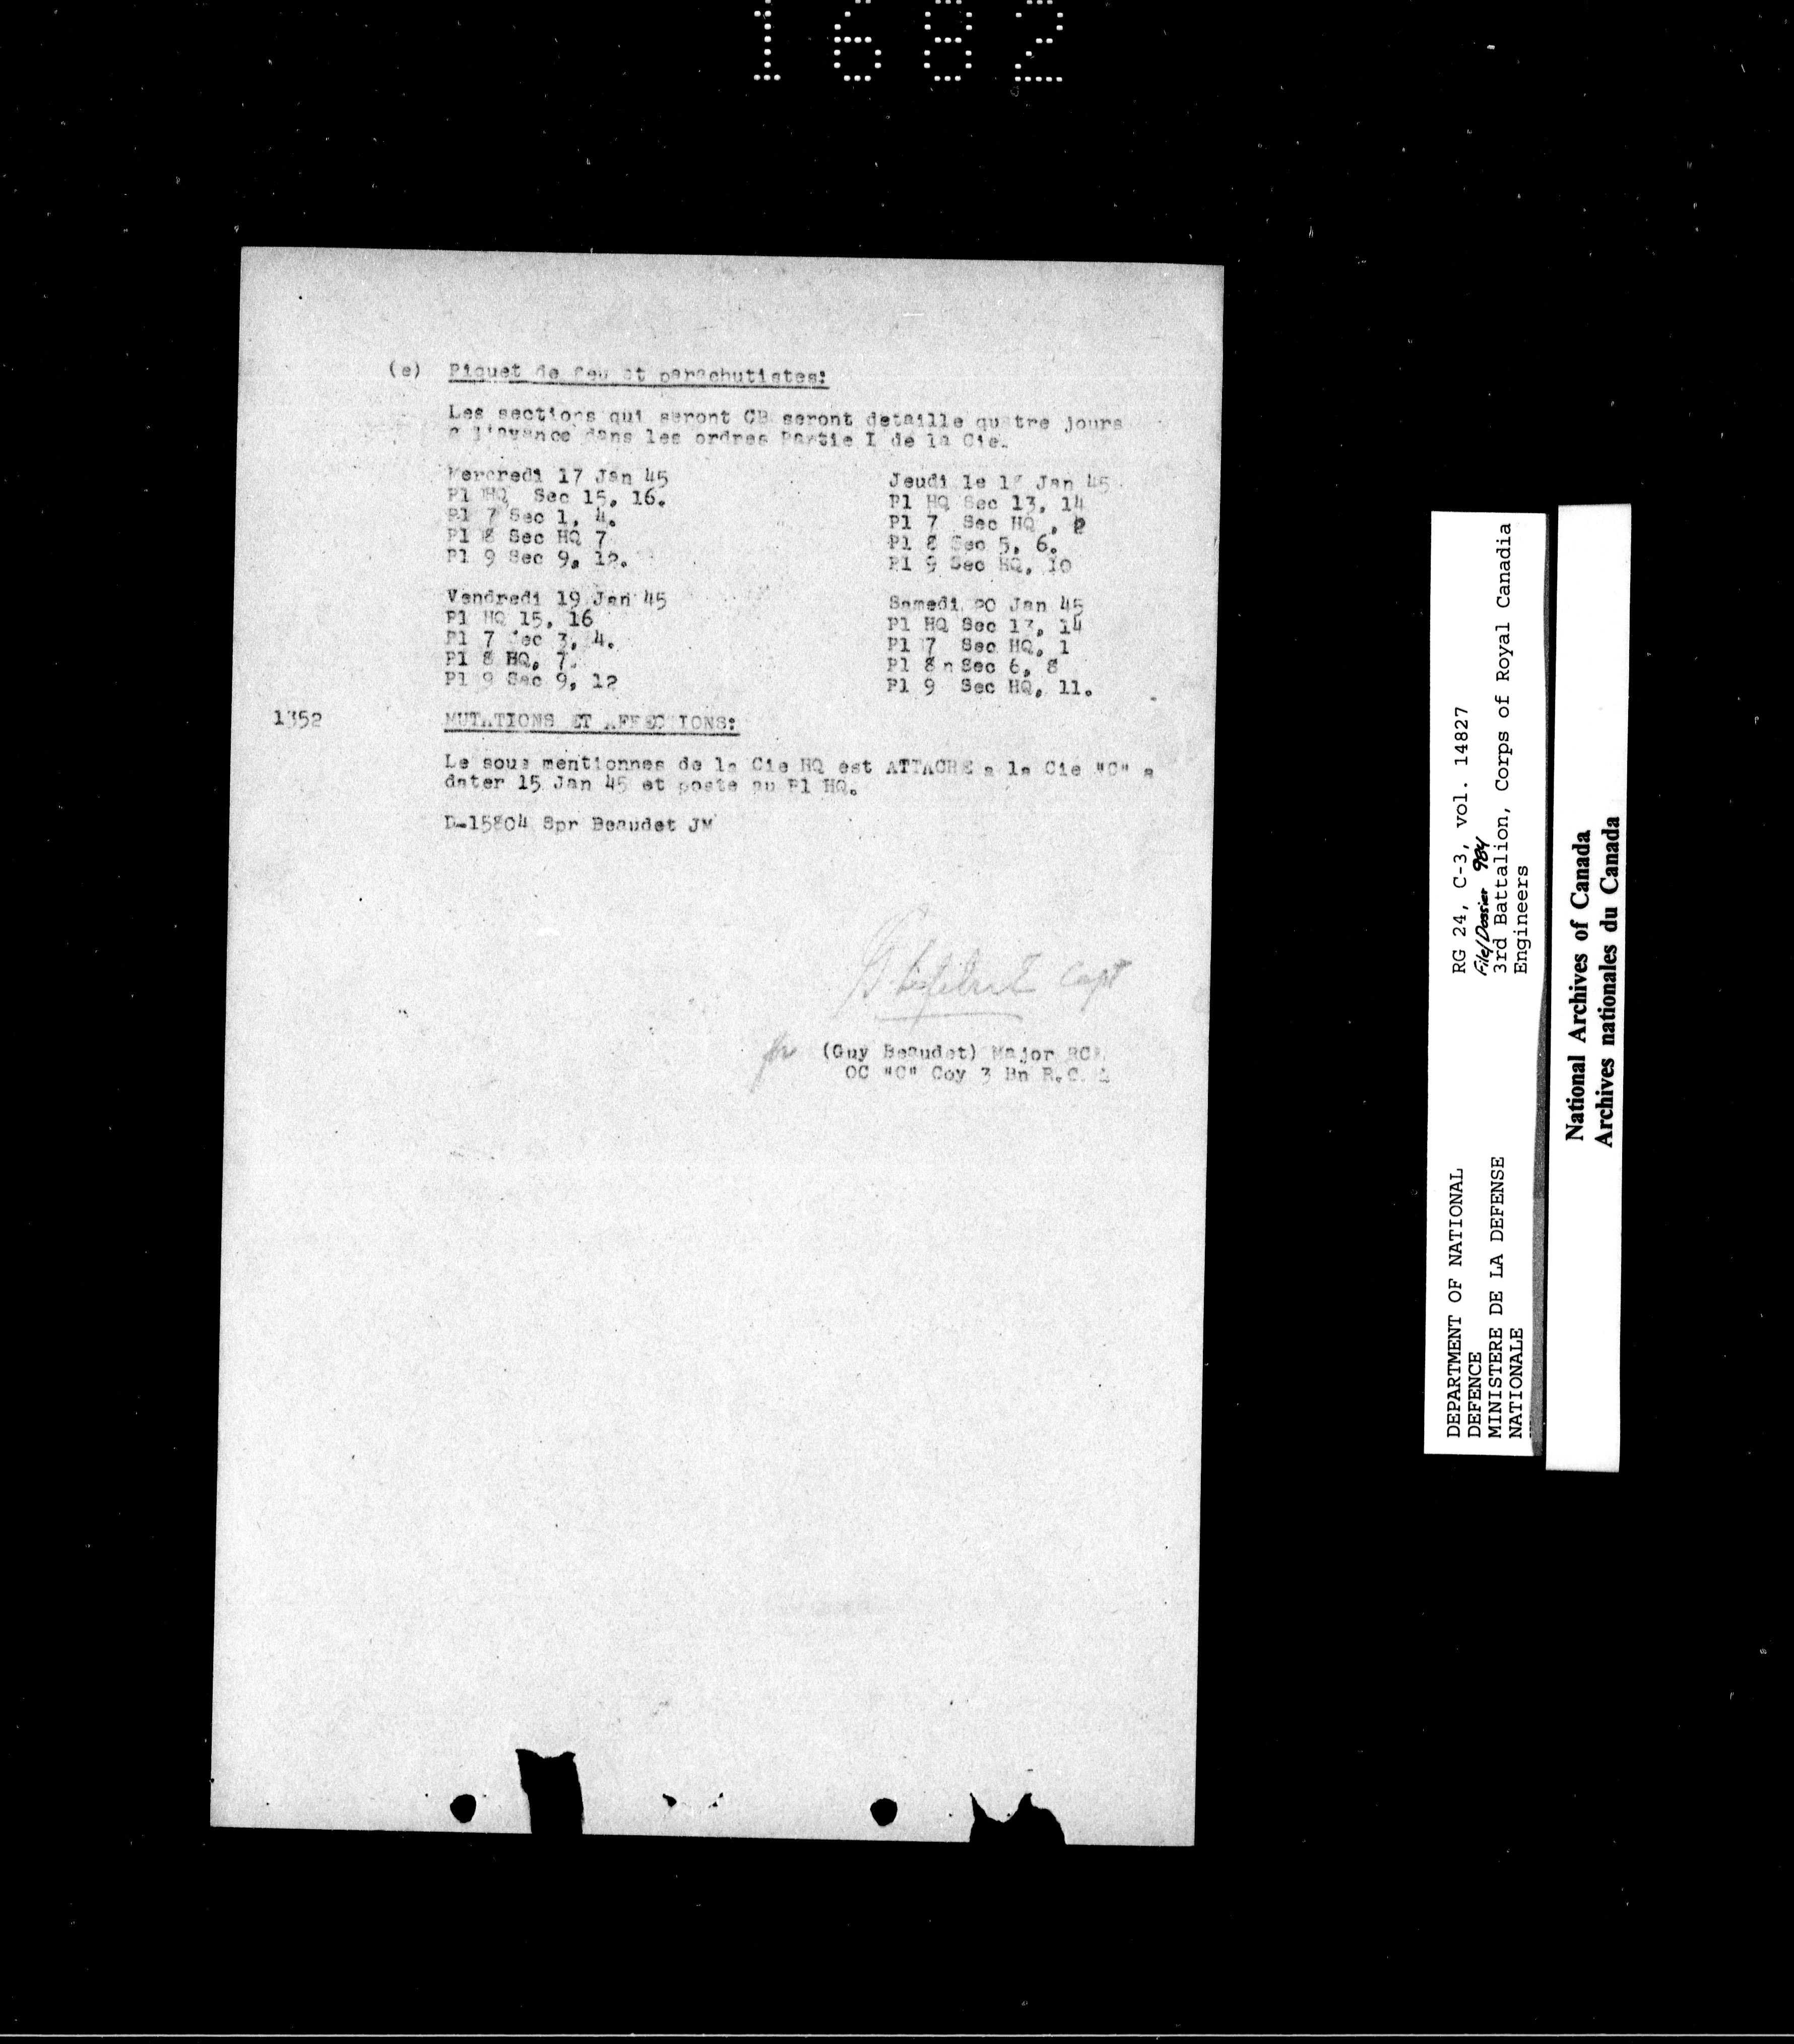 1682
(e) Piquet de feu et parachutistes:
Les sections qui seront CB seront detaille quatre jours
a l'avance dans les ordres Partie I de la Cie.
Mercredi 17 Jan 45
Pl HQ Sec 15, 16.
Pl 7 Sec 1, 4.
Pl 8 Sec HQ 7
Pl 9 Sec 9, 12.
Jeudi le 18 Jan 45
Pl HQ Sec 13, 14
Pl 7 Sec HQ , 2
Pl 8 Sec 5, 6.
Pl 9 Sec HQ, 10
Vendredi 19 Jan 45
Pl HQ 15, 16
Pl 7 Sec 3, 4.
Pl 8 HQ, 7.
Pl 9 Sec 9, 12
Samedi 20 Jan 45
Pl HQ Sec 13, 14
Pl 7 Sec HQ, 1
Pl 8 Sec 6, 8
Pl 9 Sec HQ, 11.
1352 MUTATIONS ET AFFECTIONS:
Le sous mentionnes de la Cie HQ est ATTACHE a la Cie "C" a
dater 15 Jan 45 et poste au Pl HQ.
D-15804 Spr Beaudet JM
Capt
for (Guy Beaudet) Major RCE
OC "C" Coy 3 Bn R.C.E
RG 24, C-3, vol. 14827
File/Dossier 984
3rd Battalion, Corps of Royal Canadia
Engineers
DEPARTMENT OF NATIONAL
DEFENCE
MINISTERE DE LA DEFENSE
NATIONALE
National Archives of Canada
Archives nationales du Canada